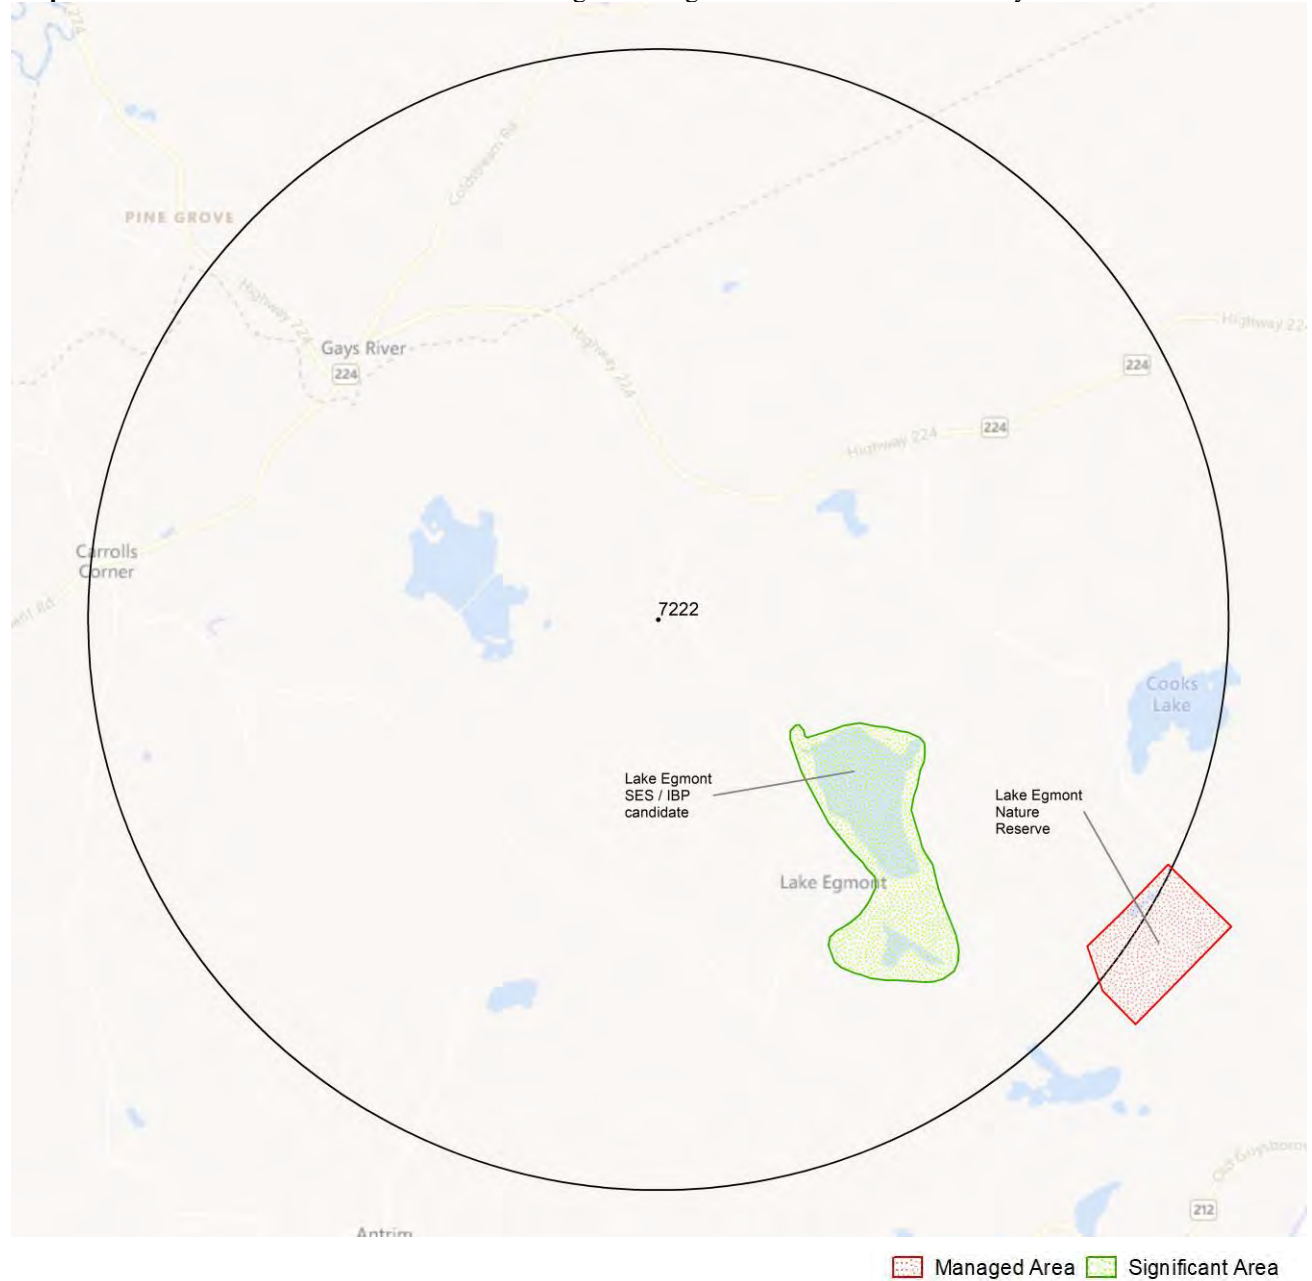 224
PINE GROVE
Coldstream Rd
Highway 224
Gays River
224
Highway 224
Highway 224
224
Highway 224
224
Carrolls
Corner
7222
Cooks
Lake
Lake Egmont
SES / IBP
candidate
Lake Egmont
Nature
Reserve
Lake Egmont
212
Antrim
Managed Area
Significant Area